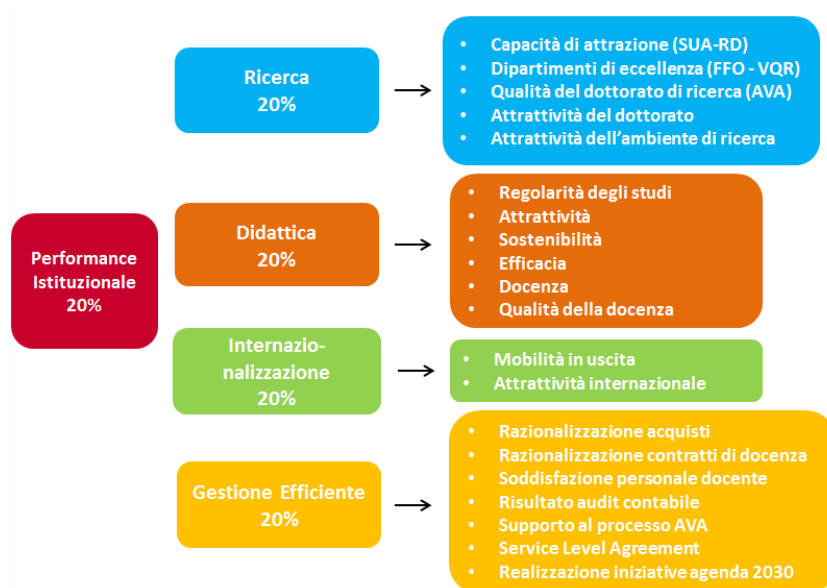 Performance
Istituzionale
20%
Ricerca
20%
• Capacità di attrazione (SUA-RD)
• Dipartimenti di eccellenza (FFO - VQR)
• Qualità del dottorato di ricerca (AVA)
• Attrattività del dottorato
• Attrattività dell'ambiente di ricerca
Didattica
20%
• Regolarità degli studi
• Attrattività
• Sostenibilità
• Efficacia
• Docenza
• Qualità della docenza
Internazio-
nalizzazione
20%
• Mobilità in uscita
• Attrattività internazionale
Gestione Efficiente
20%
• Razionalizzazione acquisti
• Razionalizzazione contratti di docenza
• Soddisfazione personale docente
• Risultato audit contabile
• Supporto al processo AVA
• Service Level Agreement
• Realizzazione iniziative agenda 2030